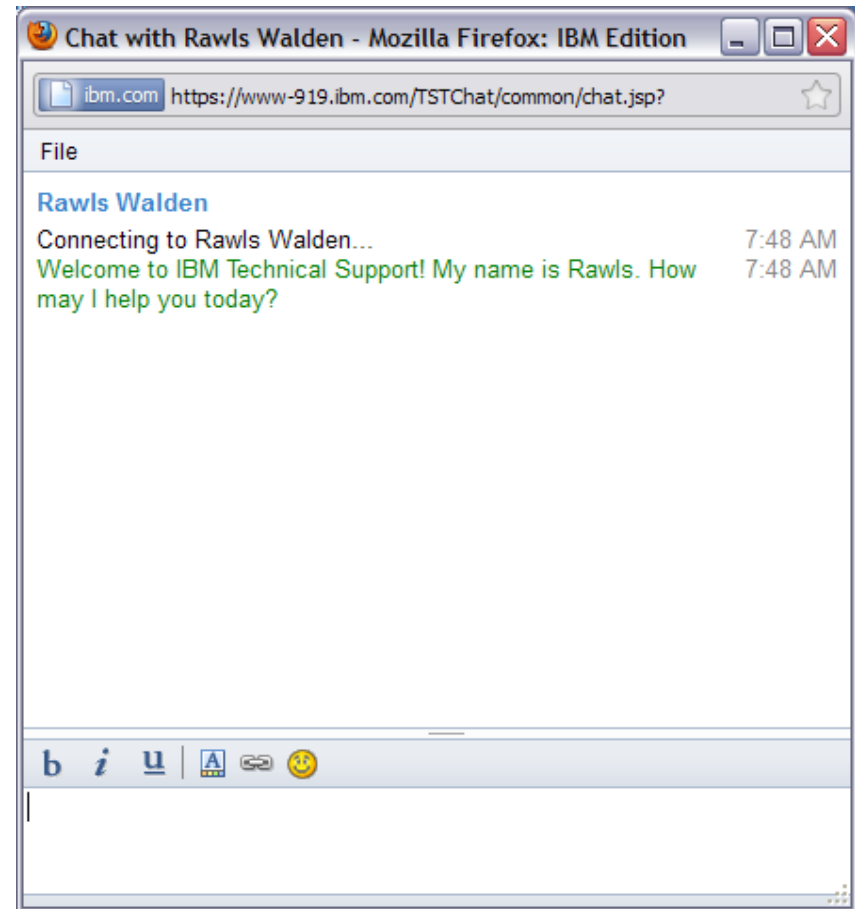 Chat with Rawls Walden - Mozilla Firefox: IBM Edition
ibm.com https://www-919.ibm.com/TSTChat/common/chat.jsp?
File
Rawls Walden
Connecting to Rawls Walden... 7:48 AM
Welcome to IBM Technical Support! My name is Rawls. How 7:48 AM
may I help you today?
b i u A